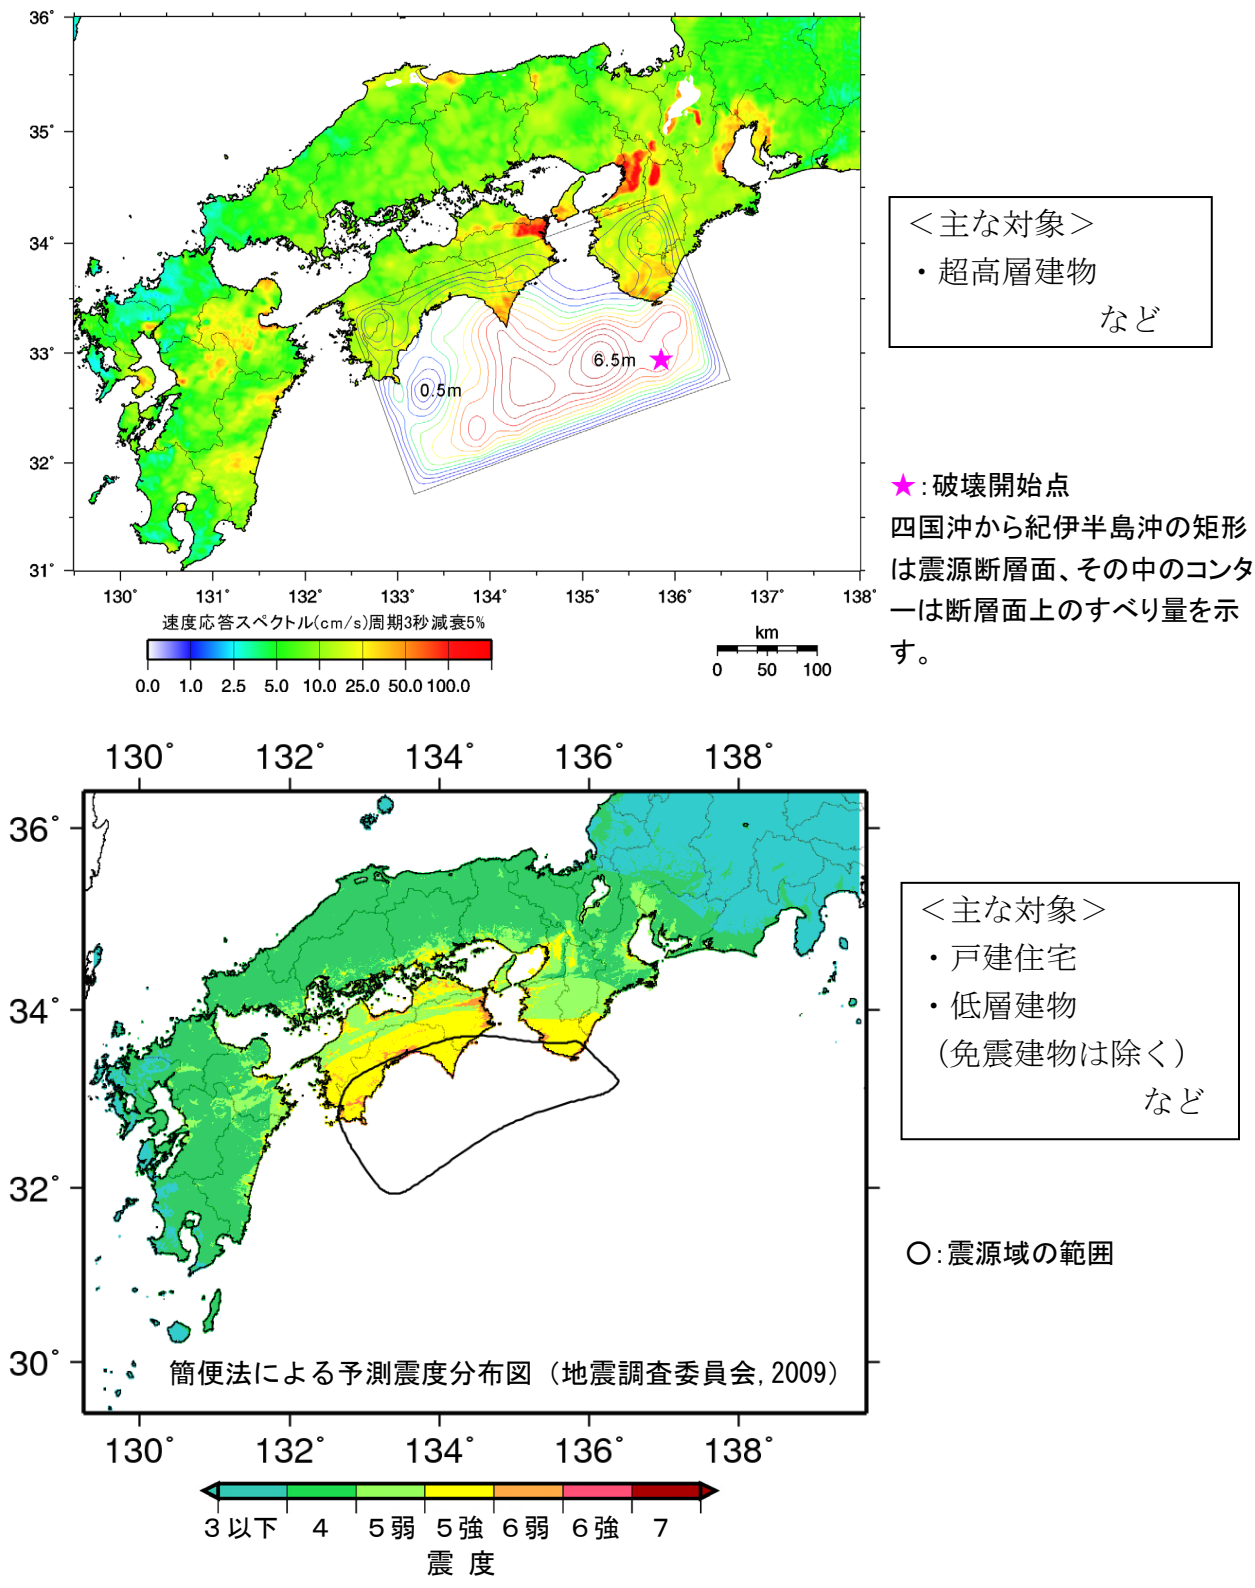 36°
35°
34°
33°
32°
31°
6.5m
0.5m
130° 131° 132° 133° 134° 135° 136° 137° 138°
速度応答スペクトル(cm/s)周期3秒減衰5%
0.0 1.0 2.5 5.0 10.0 25.0 50.0 100.0
km
0 50 100
＜主な対象＞
・超高層建物
など
★:破壊開始点
四国沖から紀伊半島沖の矩形
は震源断層面、その中のコンタ
ーは断層面上のすべり量を示
す。
130° 132° 134° 136° 138°
36°
34°
32°
30°
簡便法による予測震度分布図（地震調査委員会, 2009）
130° 132° 134° 136° 138°
３以下 ４ ５弱 ５強 ６弱 ６強 ７
震 度
＜主な対象＞
・戸建住宅
・低層建物
（免震建物は除く）
など
○:震源域の範囲